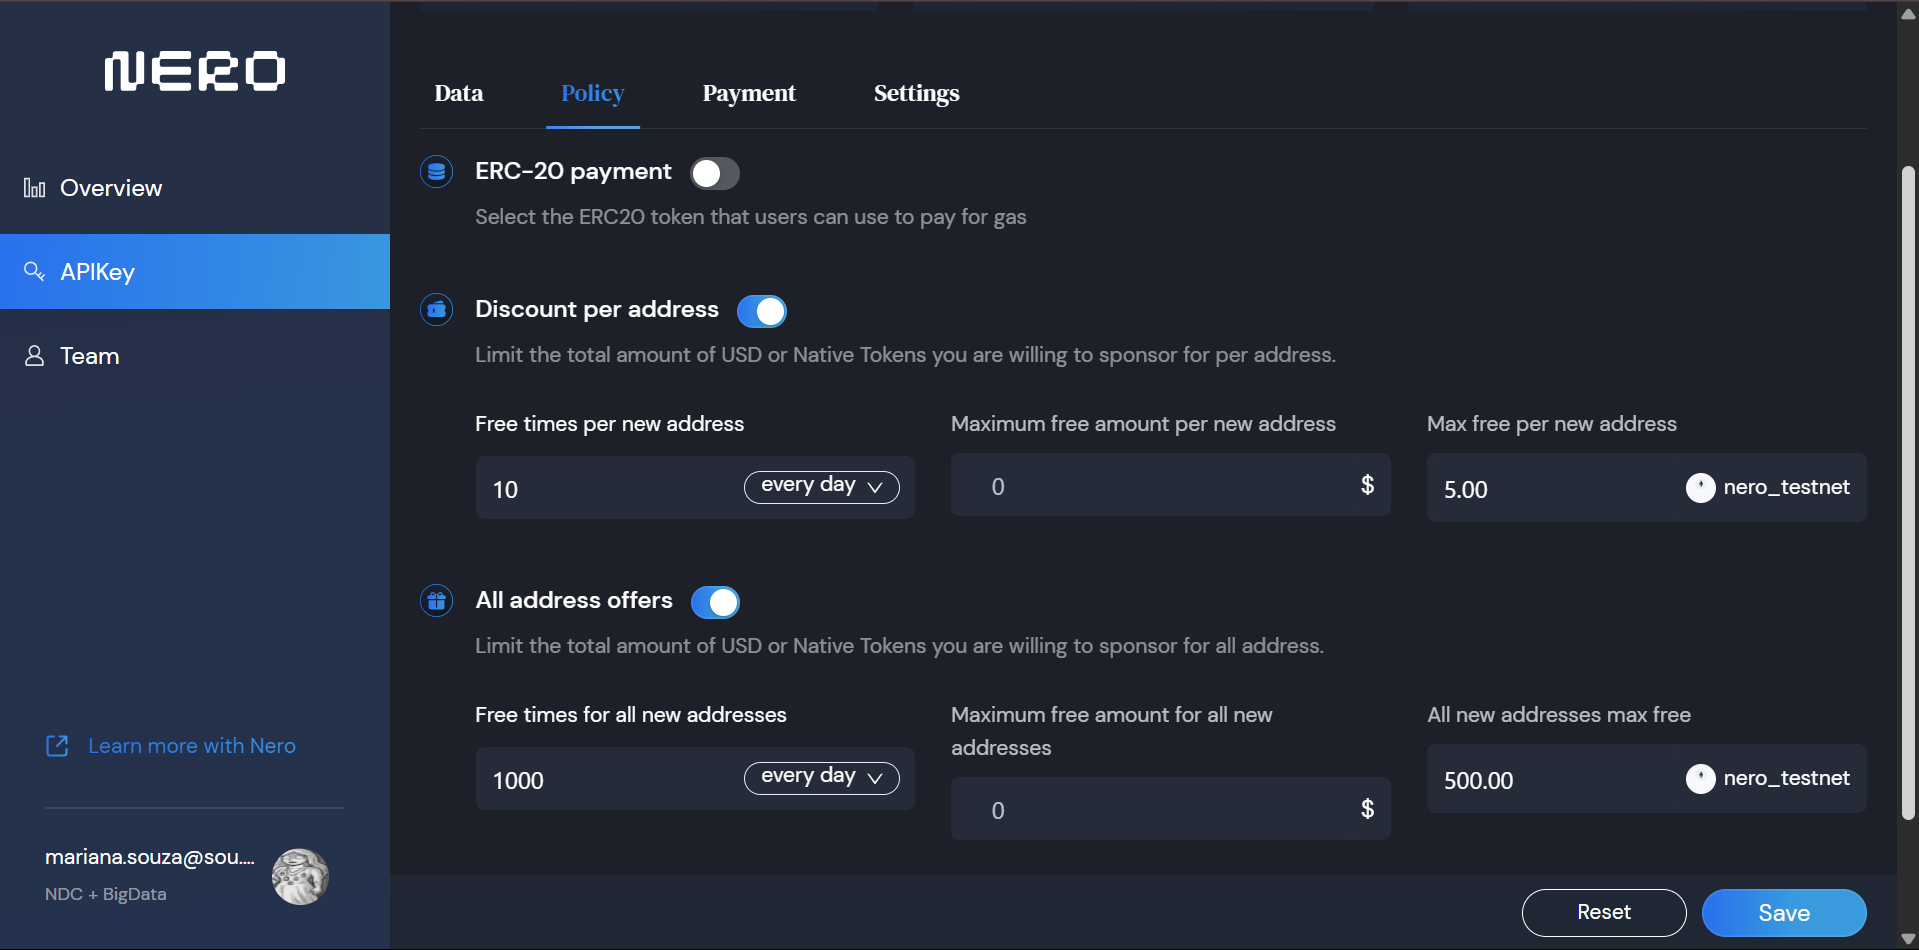 NERO
Overview
APIKey
Team
Learn more with Nero
mariana.souza@sou....
NDC + BigData
Data
Policy
Payment
Settings
ERC-20 payment
Select the ERC20 token that users can use to pay for gas
Discount per address
Limit the total amount of USD or Native Tokens you are willing to sponsor for per address.
Free times per new address
10
every day
Maximum free amount per new address
0
$
Max free per new address
5.00
nero_testnet
All address offers
Limit the total amount of USD or Native Tokens you are willing to sponsor for all address.
Free times for all new addresses
1000
every day
Maximum free amount for all new
addresses
0
$
All new addresses max free
500.00
nero_testnet
Reset
Save